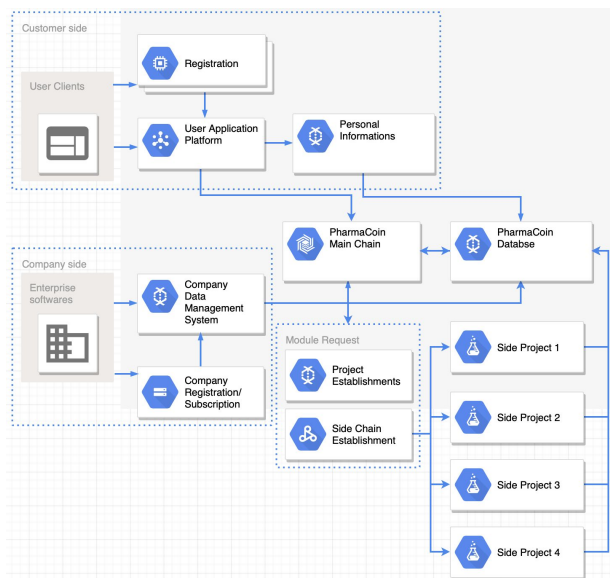 Customer side
User Clients
Registration
User Application
Platform
Personal
Informations
PharmaCoin
Main Chain
PharmaCoin
Databse
Company side
Enterprise
softwares
Company
Data
Management
System
Company
Registration/
Subscription
Module Request
Project
Establishments
Side Chain
Establishment
Side Project 1
Side Project 2
Side Project 3
Side Project 4